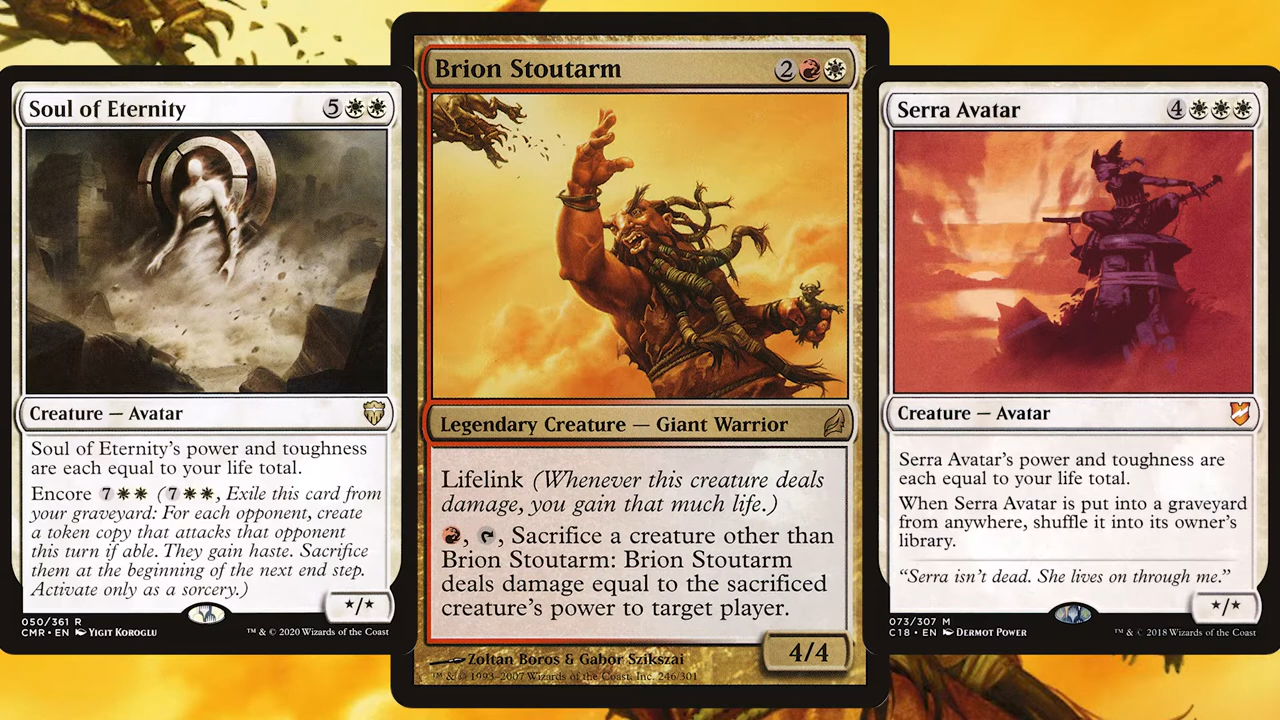 Soul of Eternity 5
Creature — Avatar
Soul of Eternity's power and toughness
are each equal to your life total.
Encore 7 (7, Exile this card from
your graveyard: For each opponent, create
a token copy that attacks that opponent
this turn if able. They gain haste. Sacrifice
them at the beginning of the next end step.
Activate only as a sorcery.)
*/*
050/361 R
CMR • EN YIGIT KOROGLU ™ & © 2020 Wizards of the Coast
Brion Stoutarm 2
Legendary Creature — Giant Warrior
Lifelink (Whenever this creature deals
damage, you gain that much life.)
, , Sacrifice a creature other than
Brion Stoutarm: Brion Stoutarm
deals damage equal to the sacrificed
creature's power to target player.
4/4
Zoltan Boros & Gabor Szikszai
™ & © 1993–2007 Wizards of the Coast, Inc. 246/301
Serra Avatar 4
Creature — Avatar
Serra Avatar's power and toughness are
each equal to your life total.
When Serra Avatar is put into a graveyard
from anywhere, shuffle it into its owner's
library.
"Serra isn't dead. She lives on through me."
*/*
073/307 M
C18 • EN DERMOT POWER ™ & © 2018 Wizards of the Coast